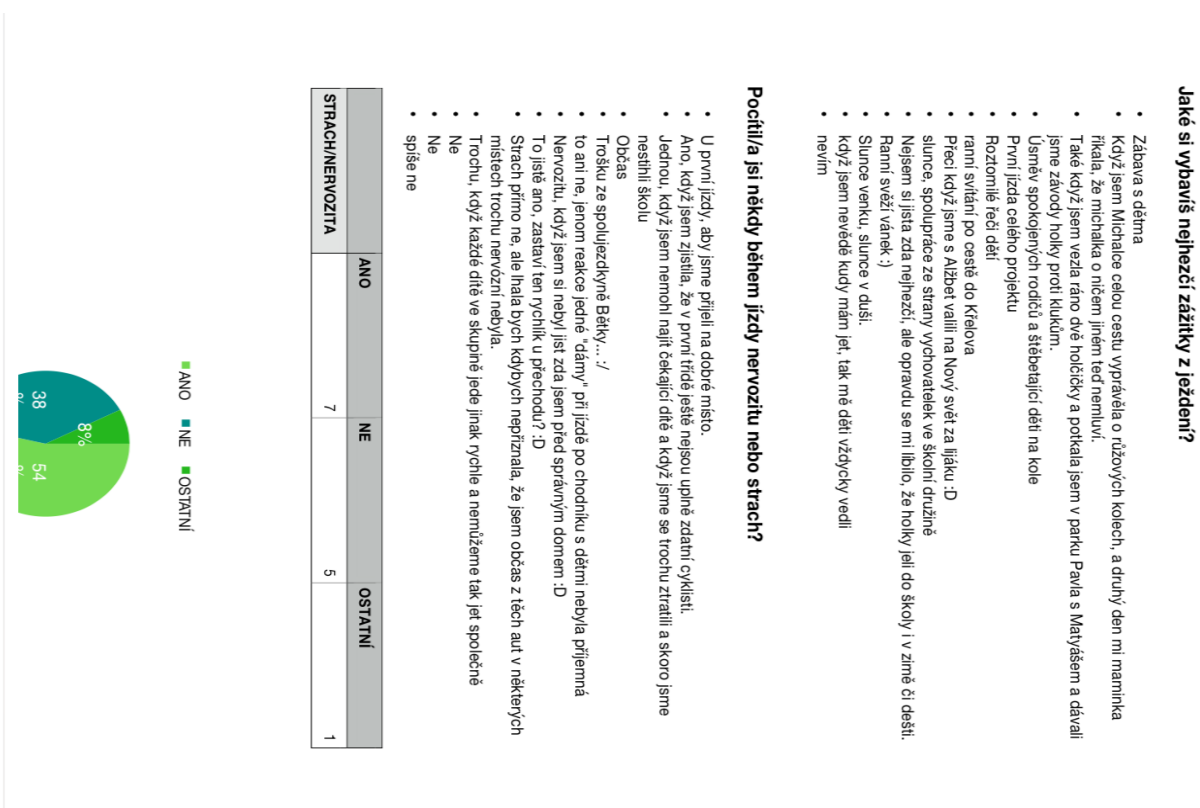 Jaké si vybavíš nejhezčí zážitky z ježdení?
• Zábava s dětma
• Když jsem Michalce celou cestu vyprávěla o růžových kolech, a druhý den mi maminka
říkala, že michalka o ničem jiném teď nemluví.
• Také když jsem vezla ráno dvě holčičky a potkala jsem v parku Pavla s Matyášem a dávali
jsme závody holky proti klukům.
• Úsměv spokojených rodičů a štěbetající děti na kole
• První jízda celého projektu
• Roztomilé řeči dětí
• ranní svítání po cestě do Křelova
• Přeci když jsme s Alžbet valili na Nový svět za lijáku :D
• slunce, spolupráce ze strany vychovatelek ve školní družině
• Nejsem si jista zda nejhezčí, ale opravdu se mi líbilo, že holky jeli do školy i v zimě či dešti.
• Ranní svěží vánek :)
• Slunce venku, slunce v duši.
• když jsem nevědě kudy mám jet, tak mě děti vždycky vedli
• nevím
Pocítil/a jsi někdy během jízdy nervozitu nebo strach?
• U první jízdy, aby jsme přijeli na dobré místo.
• Ano, když jsem zjistila, že v první třídě ještě nejsou uplně zdatní cyklisti.
• Jednou, když jsem nemohl najít čekající dítě a když jsme se trochu ztratili a skoro jsme
nestihli školu
• Občas
• Trošku ze spolujezdkyně Bětky... :/
• to ani ne, jenom reakce jedné "dámy" při jízdě po chodníku s dětmi nebyla příjemná
• Nervozitu, když jsem si nebyl jist zda jsem před správným domem :D
• To jistě ano, zastaví ten rychlík u přechodu? :D
• Strach přímo ne, ale lhala bych kdybych nepřiznala, že jsem občas z těch aut v některých
místech trochu nervózní nebyla.
• Trochu, když každé dítě ve skupině jede jinak rychle a nemůžeme tak jet společně
• Ne
• Ne
• spíše ne
ANO NE OSTATNÍ
STRACH/NERVOZITA 7 5 1
ANO NE OSTATNÍ
8%
38
%
54
%